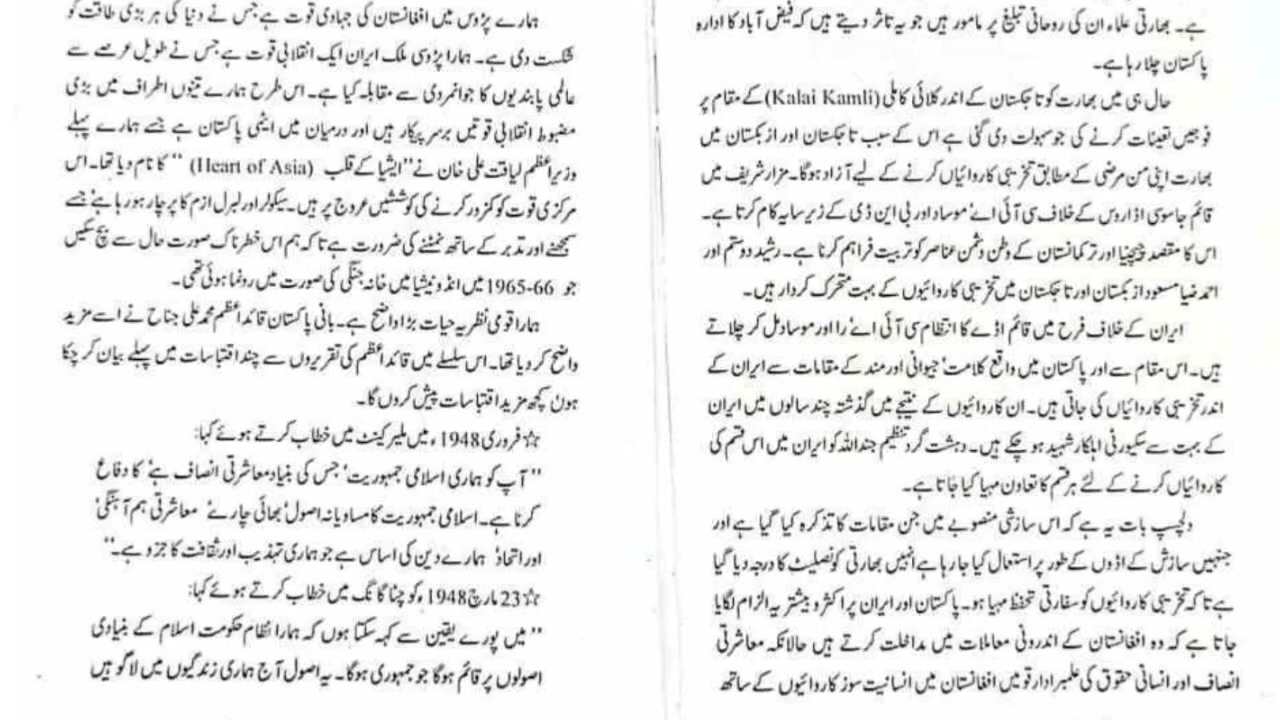 ہے۔ بھارتی علماء ان کی روحانی تبلیغ پر مامور ہیں جو یہ تاثر دیتے ہیں کہ فیض آباد کا ادارہ
پاکستان چلا رہا ہے۔
حال ہی میں بھارت کو تاجکستان کے اندر کلائی کاملی (Kalai Kamli) کے مقام پر
فوجیں تعینات کرنے کی جو سہولت دی گئی ہے اس کے سبب تاجکستان اور ازبکستان میں
بھارت اپنی من مرضی کے مطابق تخریبی کاروائیاں کرنے کے لیے آزاد ہوگا۔ مزار شریف میں
قائم جاسوسی اڈا روس کے خلاف سی آئی اے' موساد اور بی این ڈی کے زیر سایہ کام کرتا ہے۔
اس کا مقصد چیچنیا اور ترکمانستان کے وطن دشمن عناصر کو تربیت فراہم کرنا ہے۔ رشید دوستم اور
احمد ضیا مسعود ازبکستان اور تاجکستان میں تخریبی کاروائیوں کے بہت متحرک کردار ہیں۔
ایران کے خلاف فرح میں قائم اڈے کا انتظام سی آئی اے' را اور موساد مل کر چلاتے
ہیں۔ اس مقام سے اور پاکستان میں واقع کلامت' جیوانی اور مند کے مقامات سے ایران کے
اندر تخریبی کاروائیاں کی جاتی ہیں۔ ان کاروائیوں کے نتیجے میں گذشتہ چند سالوں میں ایران
کے بہت سے سکیورٹی اہلکار شہید ہو چکے ہیں۔ دہشت گرد تنظیم جنداللہ کو ایران میں اس قسم کی
کاروائیاں کرنے کے لئے ہر قسم کا تعاون مہیا کیا جاتا ہے۔
دلچسپ بات یہ ہے کہ اس سازشی منصوبے میں جن مقامات کا تذکرہ کیا گیا ہے اور
جنہیں سازش کے اڈوں کے طور پر استعمال کیا جا رہا ہے انہیں بھارتی کونصلیٹ کا درجہ دیا گیا
ہے تاکہ تخریبی کاروائیوں کو سفارتی تحفظ مہیا ہو۔ پاکستان اور ایران پر اکثر و بیشتر یہ الزام لگایا
جاتا ہے کہ وہ افغانستان کے اندرونی معاملات میں مداخلت کرتے ہیں حالانکہ معاشرتی
انصاف اور انسانی حقوق کی علمبردار قومیں افغانستان میں انسانیت سوز کاروائیوں کے ساتھ
ہمارے پڑوس میں افغانستان کی جہادی قوت ہے جس نے دنیا کی ہر بڑی طاقت کو
شکست دی ہے۔ ہمارا پڑوسی ملک ایران ایک انقلابی قوت ہے جس نے طویل عرصے سے
عالمی پابندیوں کا جوانمردی سے مقابلہ کیا ہے۔ اس طرح ہمارے تینوں اطراف میں بڑی
مضبوط انقلابی قوتیں برسر پیکار ہیں اور درمیان میں ایٹمی پاکستان ہے جسے ہمارے پہلے
وزیراعظم لیاقت علی خان نے "ایشیا کے قلب (Heart of Asia) " کا نام دیا تھا۔ اس
مرکزی قوت کو کمزور کرنے کی کوششیں عروج پر ہیں۔ سیکولر اور لبرل ازم کا پرچار ہو رہا ہے' جسے
سمجھنے اور تدبر کے ساتھ نمٹنے کی ضرورت ہے تاکہ ہم اس خطرناک صورت حال سے بچ سکیں
جو 1965-66 میں انڈونیشیا میں خانہ جنگی کی صورت میں رونما ہوئی تھی۔
ہمارا قومی نظریہ حیات بڑا واضح ہے۔ بانی پاکستان قائداعظم محمد علی جناح نے اسے مزید
واضح کر دیا تھا۔ اس سلسلے میں قائد اعظم کی تقریروں سے چند اقتباسات میں پہلے بیان کر چکا
ہوں' کچھ مزید اقتباسات پیش کروں گا۔
☆ فروری 1948ء میں ملیر کینٹ میں خطاب کرتے ہوئے کہا:
"آپ کو ہماری اسلامی جمہوریت' جس کی بنیاد معاشرتی انصاف ہے' کا دفاع
کرنا ہے۔ اسلامی جمہوریت کا مساویانہ اصول' بھائی چارے' معاشرتی ہم آہنگی'
اور اتحاد' ہمارے دین کی اساس ہے جو ہماری تہذیب اور ثقافت کا جزو ہے۔"
☆ 23 مارچ 1948ء کو چٹاگانگ میں خطاب کرتے ہوئے کہا:
"میں پورے یقین سے کہہ سکتا ہوں کہ ہمارا نظام حکومت اسلام کے بنیادی
اصولوں پر قائم ہوگا جو جمہوری ہوگا۔ یہ اصول آج ہماری زندگیوں میں لاگو ہیں